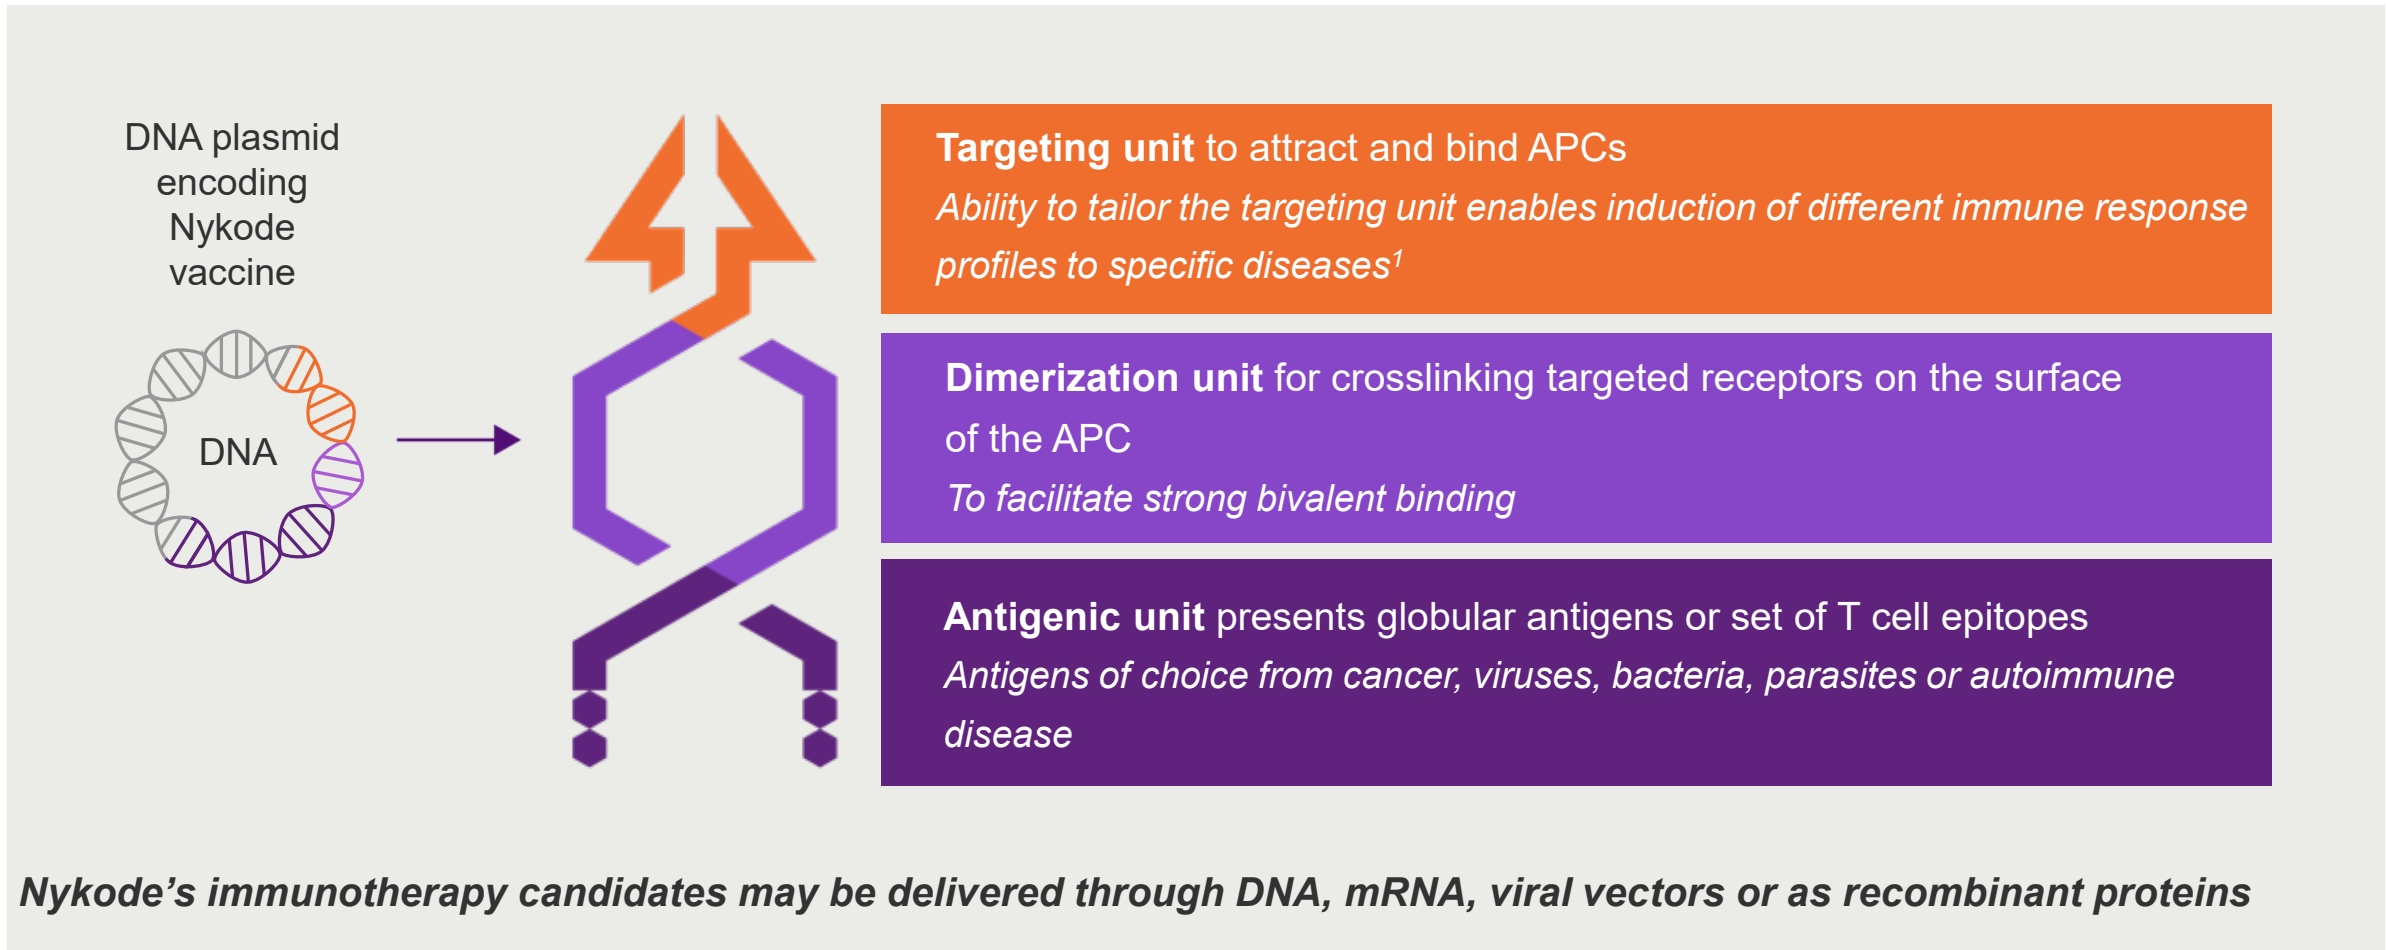 DNA plasmid
encoding
Nykode
vaccine
DNA
Targeting unit to attract and bind APCs
Ability to tailor the targeting unit enables induction of different immune response
profiles to specific diseases¹
Dimerization unit for crosslinking targeted receptors on the surface
of the APC
To facilitate strong bivalent binding
Antigenic unit presents globular antigens or set of T cell epitopes
Antigens of choice from cancer, viruses, bacteria, parasites or autoimmune
disease
Nykode’s immunotherapy candidates may be delivered through DNA, mRNA, viral vectors or as recombinant proteins